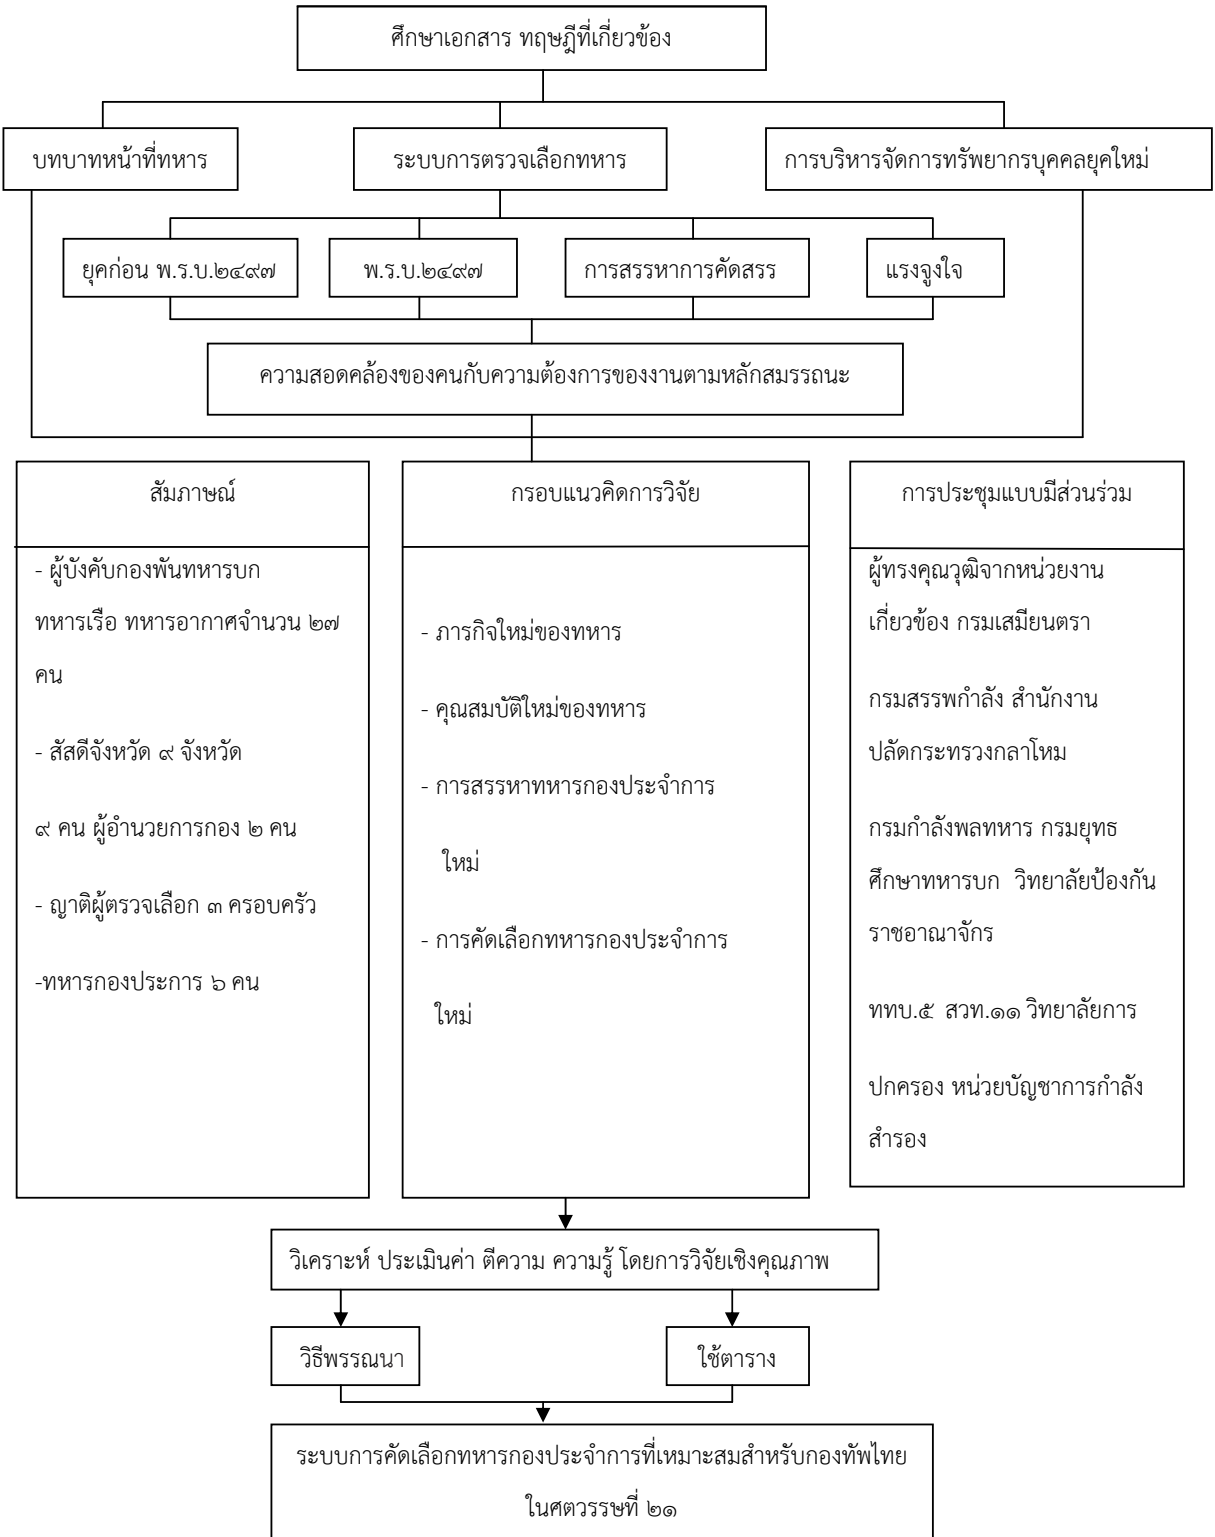 ศึกษาเอกสาร ทฤษฎีที่เกี่ยวข้อง
บทบาทหน้าที่ทหาร
ระบบการตรวจเลือกทหาร
การบริหารจัดการทรัพยากรบุคคลยุคใหม่
ยุคก่อน พ.ร.บ.๒๔๙๗
พ.ร.บ.๒๔๙๗
การสรรหาการคัดสรร
แรงจูงใจ
ความสอดคล้องของคนกับความต้องการของงานตามหลักสมรรถนะ
สัมภาษณ์
- ผู้บังคับกองพันทหารบก
ทหารเรือ ทหารอากาศจำนวน ๒๗
คน
- สัสดีจังหวัด ๙ จังหวัด
๙ คน ผู้อำนวยการกอง ๒ คน
- ญาติผู้ตรวจเลือก ๓ ครอบครัว
-ทหารกองประการ ๖ คน
กรอบแนวคิดการวิจัย
- ภารกิจใหม่ของทหาร
- คุณสมบัติใหม่ของทหาร
- การสรรหาทหารกองประจำการ
ใหม่
- การคัดเลือกทหารกองประจำการ
ใหม่
การประชุมแบบมีส่วนร่วม
ผู้ทรงคุณวุฒิจากหน่วยงาน
เกี่ยวข้อง กรมเสมียนตรา
กรมสรรพกำลัง สำนักงาน
ปลัดกระทรวงกลาโหม
กรมกำลังพลทหาร กรมยุทธ
ศึกษาทหารบก วิทยาลัยป้องกัน
ราชอาณาจักร
ททบ.๕ สวท.๑๑ วิทยาลัยการ
ปกครอง หน่วยบัญชาการกำลัง
สำรอง
วิเคราะห์ ประเมินค่า ตีความ ความรู้ โดยการวิจัยเชิงคุณภาพ
วิธีพรรณนา
ใช้ตาราง
ระบบการคัดเลือกทหารกองประจำการที่เหมาะสมสำหรับกองทัพไทย
ในศตวรรษที่ ๒๑